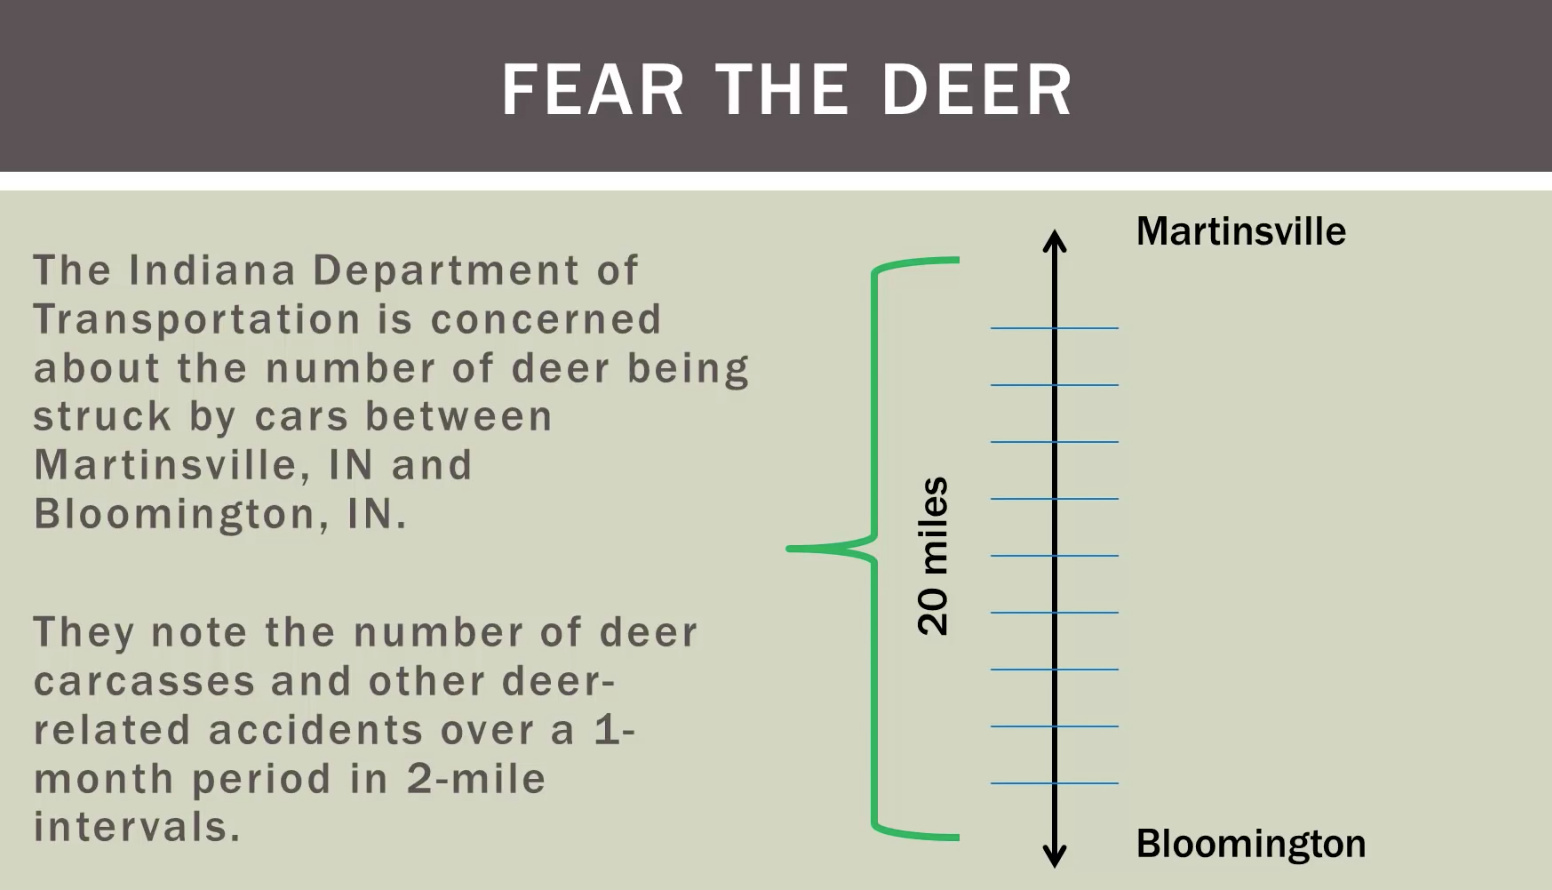 FEAR THE DEER
The Indiana Department of
Transportation is concerned
about the number of deer being
struck by cars between
Martinsville, IN and
Bloomington, IN.
They note the number of deer
carcasses and other deer-
related accidents over a 1-
month period in 2-mile
intervals.
20 miles
Martinsville
Bloomington